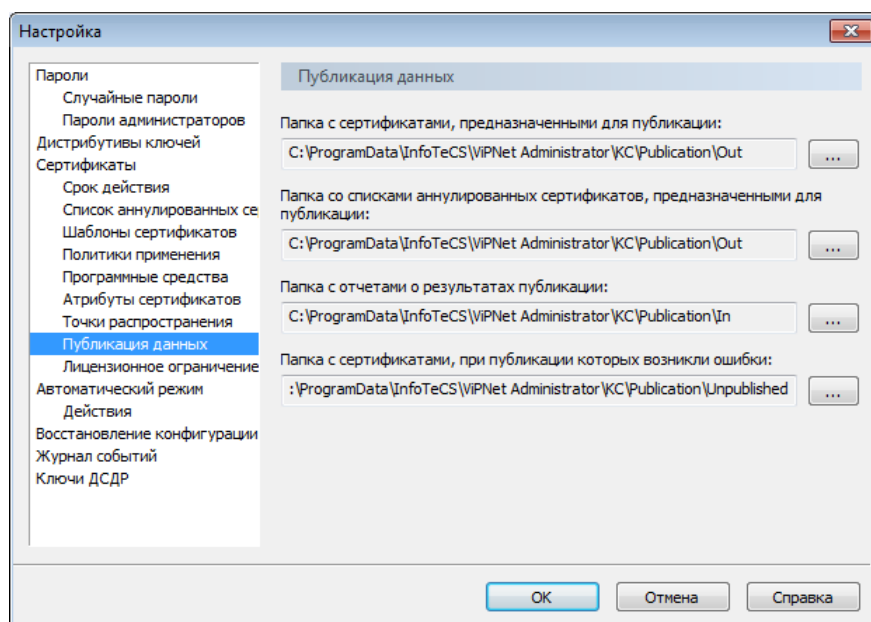 Настройка
Пароли
Случайные пароли
Пароли администраторов
Дистрибутивы ключей
Сертификаты
Срок действия
Список аннулированных се
Шаблоны сертификатов
Политики применения
Программные средства
Атрибуты сертификатов
Точки распространения
Публикация данных
Лицензионное ограничение
Автоматический режим
Действия
Восстановление конфигурации
Журнал событий
Ключи ДСДР
Публикация данных
Папка с сертификатами, предназначенными для публикации:
C:\ProgramData\InfoTeCS\ViPNet Administrator\KC\Publication\Out
...
Папка со списками аннулированных сертификатов, предназначенными для
публикации:
C:\ProgramData\InfoTeCS\ViPNet Administrator\KC\Publication\Out
...
Папка с отчетами о результатах публикации:
C:\ProgramData\InfoTeCS\ViPNet Administrator\KC\Publication\In
...
Папка с сертификатами, при публикации которых возникли ошибки:
:\ProgramData\InfoTeCS\ViPNet Administrator\KC\Publication\Unpublished
...
OK
Отмена
Справка